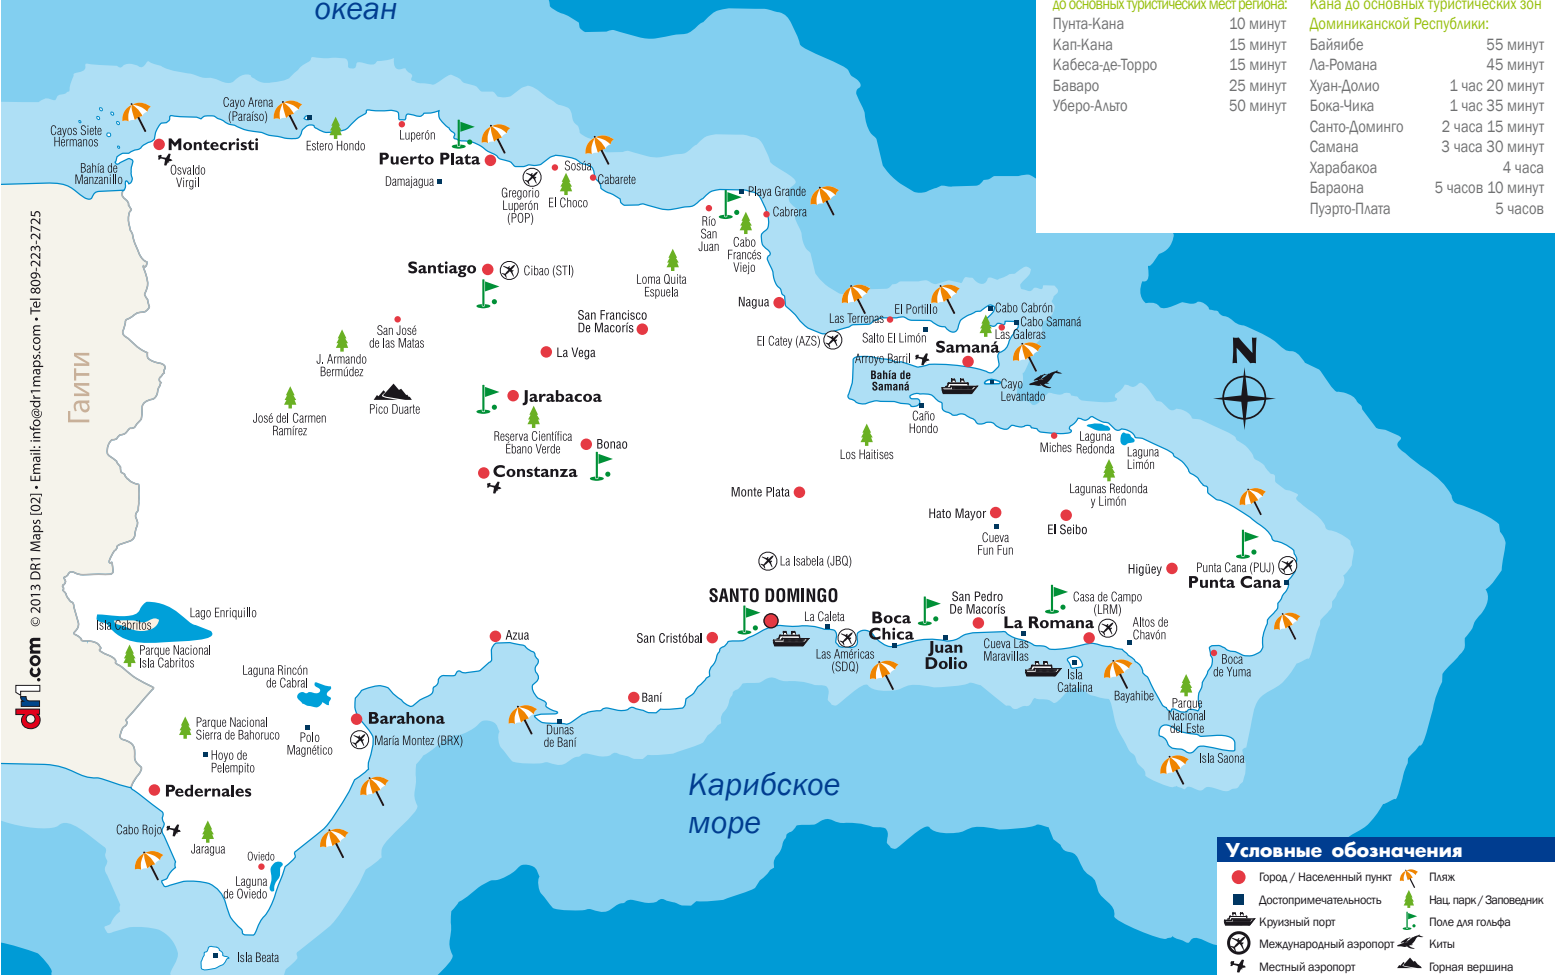 океан
до основных туристических мест региона:
Пунта-Кана 10 минут
Кап-Кана 15 минут
Кабеса-де-Торро 15 минут
Баваро 25 минут
Уберо-Альто 50 минут
Кана до основных туристических зон
Доминиканской Республики:
Байяибе 55 минут
Ла-Романа 45 минут
Хуан-Долио 1 час 20 минут
Бока-Чика 1 час 35 минут
Санто-Доминго 2 часа 15 минут
Самана 3 часа 30 минут
Харабакоа 4 часа
Бараона 5 часов 10 минут
Пуэрто-Плата 5 часов
Cayos Siete
Hermanos
Montecristi
Osvaldo
Virgil
Bahía de
Manzanillo
Cayo Arena
(Paraíso)
Estero Hondo
Luperón
Puerto Plata
Damajagua
Gregorio
Luperón
(POP)
Sosúa
El Choco
Cabarete
Playa Grande
Río
San
Juan
Cabrera
Cabo
Francés
Viejo
Santiago
Cibao (STI)
Loma Quita
Espuela
Nagua
San Francisco
De Macorís
San José
de las Matas
La Vega
J. Armando
Bermúdez
Pico Duarte
José del Carmen
Ramírez
Jarabacoa
Reserva Científica
Ébano Verde
Bonao
Constanza
El Catey (AZS)
Las Terrenas
El Portillo
Salto El Limón
Cabo Cabrón
Cabo Samaná
Las Galeras
Samaná
Arroyo Barril
Bahía de
Samaná
Cayo
Levantado
Caño
Hondo
Los Haitises
Miches
Laguna
Redonda
Laguna
Limón
Lagunas Redonda
y Limón
N
Monte Plata
Hato Mayor
Cueva
Fun Fun
El Seibo
Higüey
Punta Cana (PUJ)
Punta Cana
La Isabela (JBQ)
SANTO DOMINGO
La Caleta
Las Américas
(SDQ)
Boca
Chica
San Pedro
De Macorís
Juan
Dolio
La Romana
Cueva Las
Maravillas
Casa de Campo
(LRM)
Altos de
Chavón
Isla
Catalina
Bayahibe
Boca
de Yuma
Parque
Nacional
del Este
Isla Saona
San Cristóbal
Baní
Dunas
de Baní
Azua
Lago Enriquillo
Isla Cabritos
Parque Nacional
Isla Cabritos
Laguna Rincón
de Cabral
Barahona
María Montez (BRX)
Parque Nacional
Sierra de Bahoruco
Polo
Magnético
Hoyo de
Pelempito
Pedernales
Cabo Rojo
Jaragua
Oviedo
Laguna
de Oviedo
Isla Beata
Карибское
море
Гаити
dr1.com © 2013 DR1 Maps [02] • Email: info@dr1maps.com • Tel 809-223-2725
Условные обозначения
Город / Населенный пункт
Достопримечательность
Круизный порт
Международный аэропорт
Местный аэропорт
Пляж
Нац. парк / Заповедник
Поле для гольфа
Киты
Горная вершина